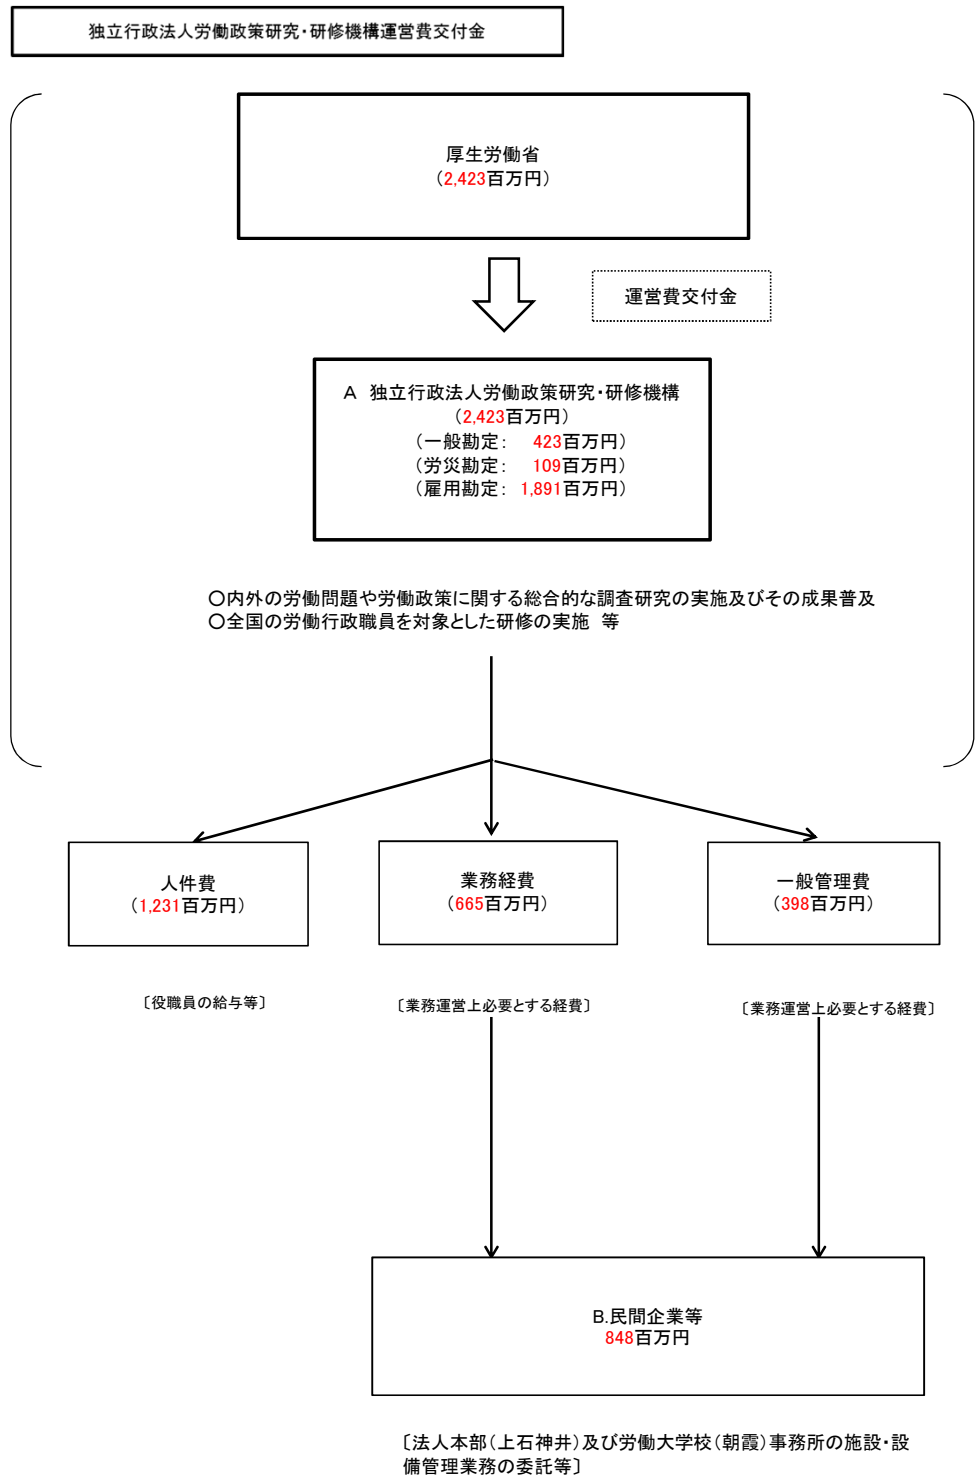 独立行政法人労働政策研究・研修機構運営費交付金
厚生労働省
（2,423百万円）
運営費交付金
A　独立行政法人労働政策研究・研修機構
（2,423百万円）
（一般勘定：　423百万円）
（労災勘定：　109百万円）
（雇用勘定：　1,891百万円）
○内外の労働問題や労働政策に関する総合的な調査研究の実施及びその成果普及
○全国の労働行政職員を対象とした研修の実施　等
人件費
（1,231百万円）
業務経費
（665百万円）
一般管理費
（398百万円）
〔役職員の給与等〕
〔業務運営上必要とする経費〕
〔業務運営上必要とする経費〕
B.民間企業等
848百万円
〔法人本部（上石神井）及び労働大学校（朝霞）事務所の施設・設
備管理業務の委託等〕